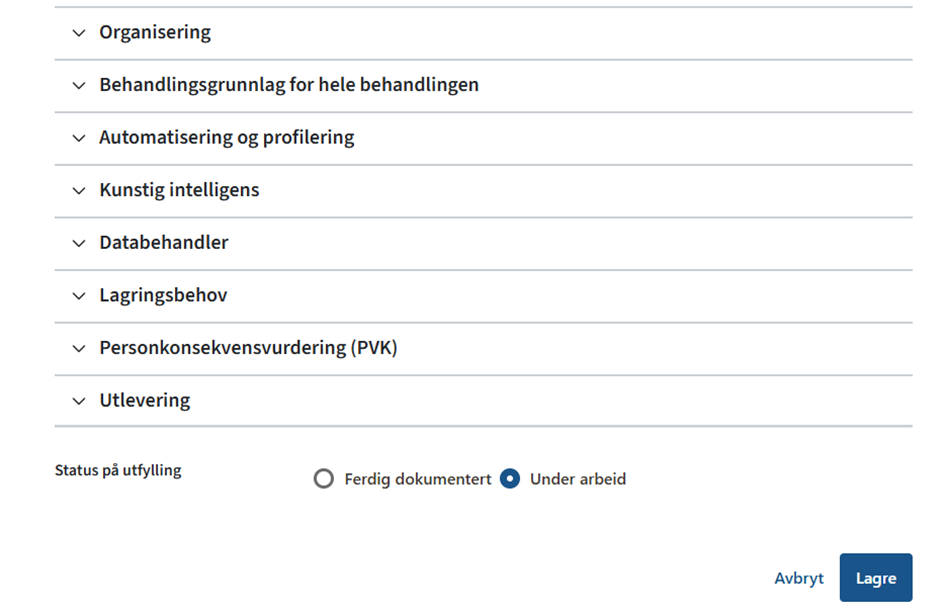 Organisering
Behandlingsgrunnlag for hele behandlingen
Automatisering og profilering
Kunstig intelligens
Databehandler
Lagringsbehov
Personkonsekvensvurdering (PVK)
Utlevering
Status på utfylling
Ferdig dokumentert Under arbeid
Avbryt Lagre